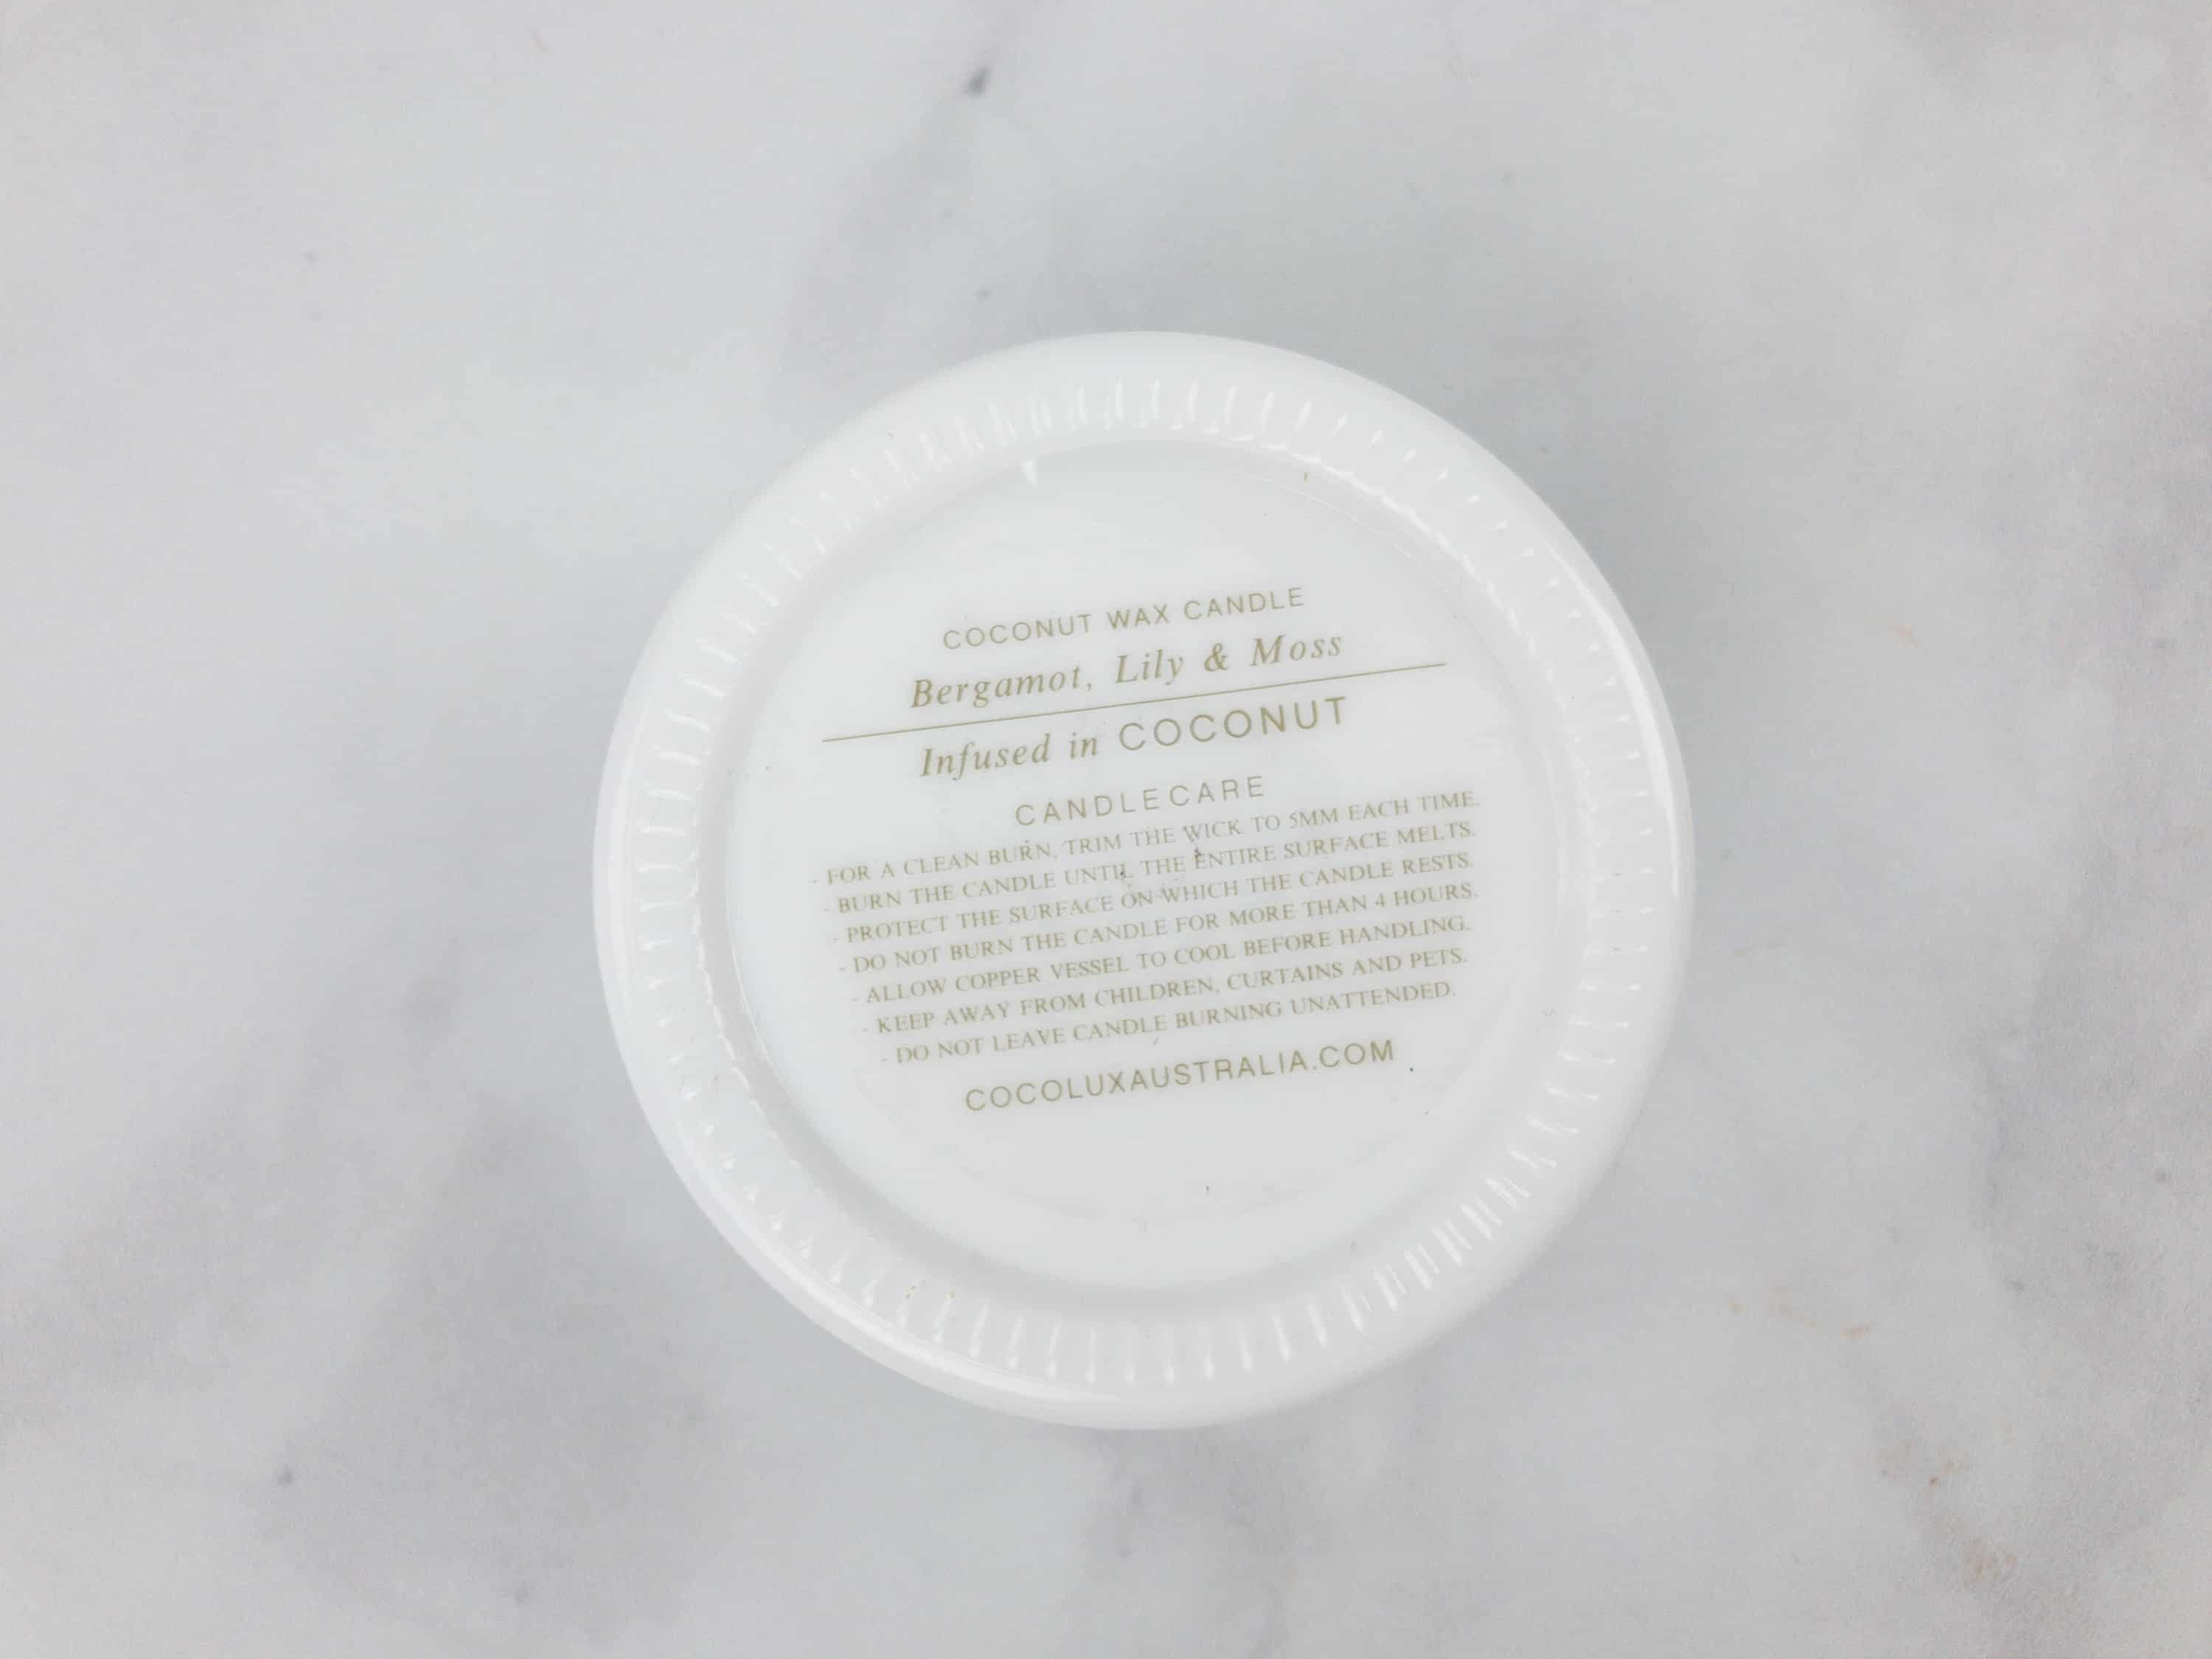 COCONUT WAX CANDLE
Bergamot, Lily & Moss
Infused in COCONUT
CANDLECARE
- FOR A CLEAN BURN, TRIM THE WICK TO 5MM EACH TIME.
- BURN THE CANDLE UNTIL THE ENTIRE SURFACE MELTS.
- PROTECT THE SURFACE ON WHICH THE CANDLE RESTS.
- DO NOT BURN THE CANDLE FOR MORE THAN 4 HOURS.
- ALLOW COPPER VESSEL TO COOL BEFORE HANDLING.
- KEEP AWAY FROM CHILDREN, CURTAINS AND PETS.
- DO NOT LEAVE CANDLE BURNING UNATTENDED.
COCOLUXAUSTRALIA.COM